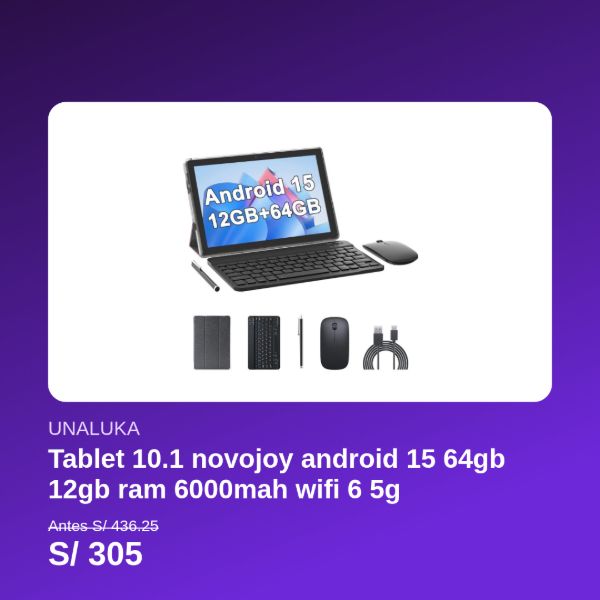 Android 15
12GB+64GB
UNALUKA
Tablet 10.1 novojoy android 15 64gb
12gb ram 6000mah wifi 6 5g
Antes S/ 436.25
S/ 305